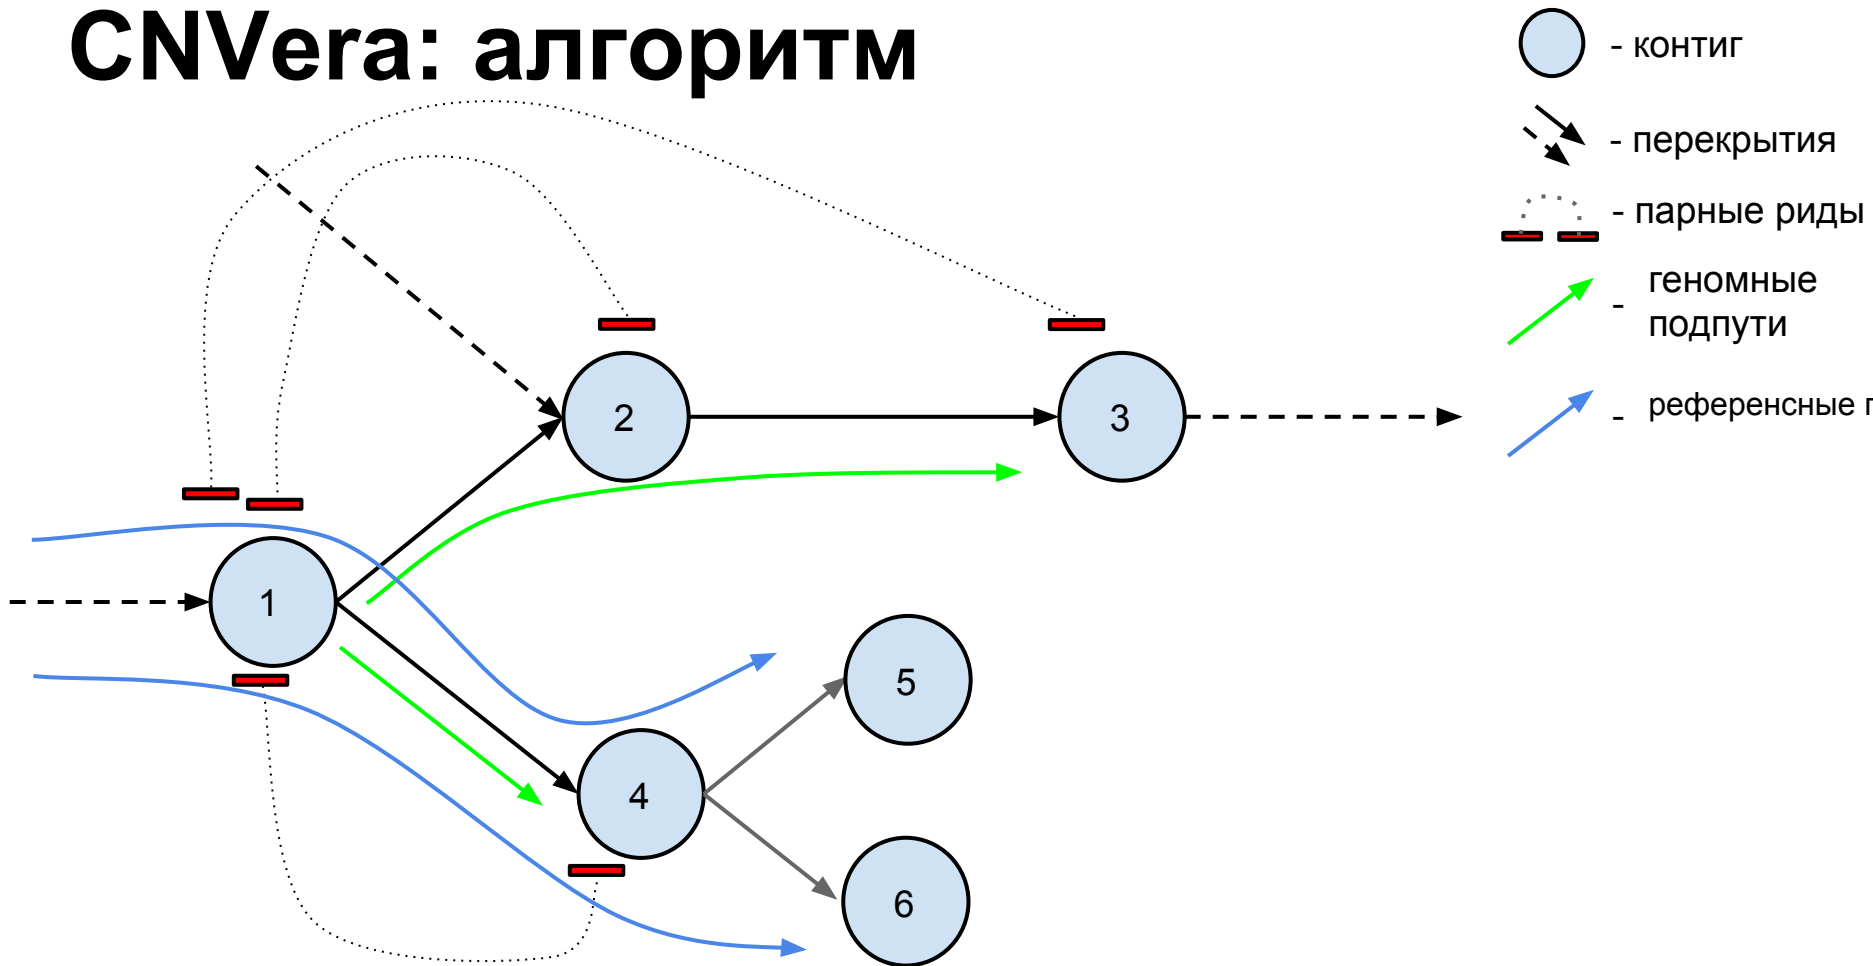 CNVera: алгоритм
- контиг
- перекрытия
- парные риды
- геномные
подпути
- референсные
2
3
1
5
4
6